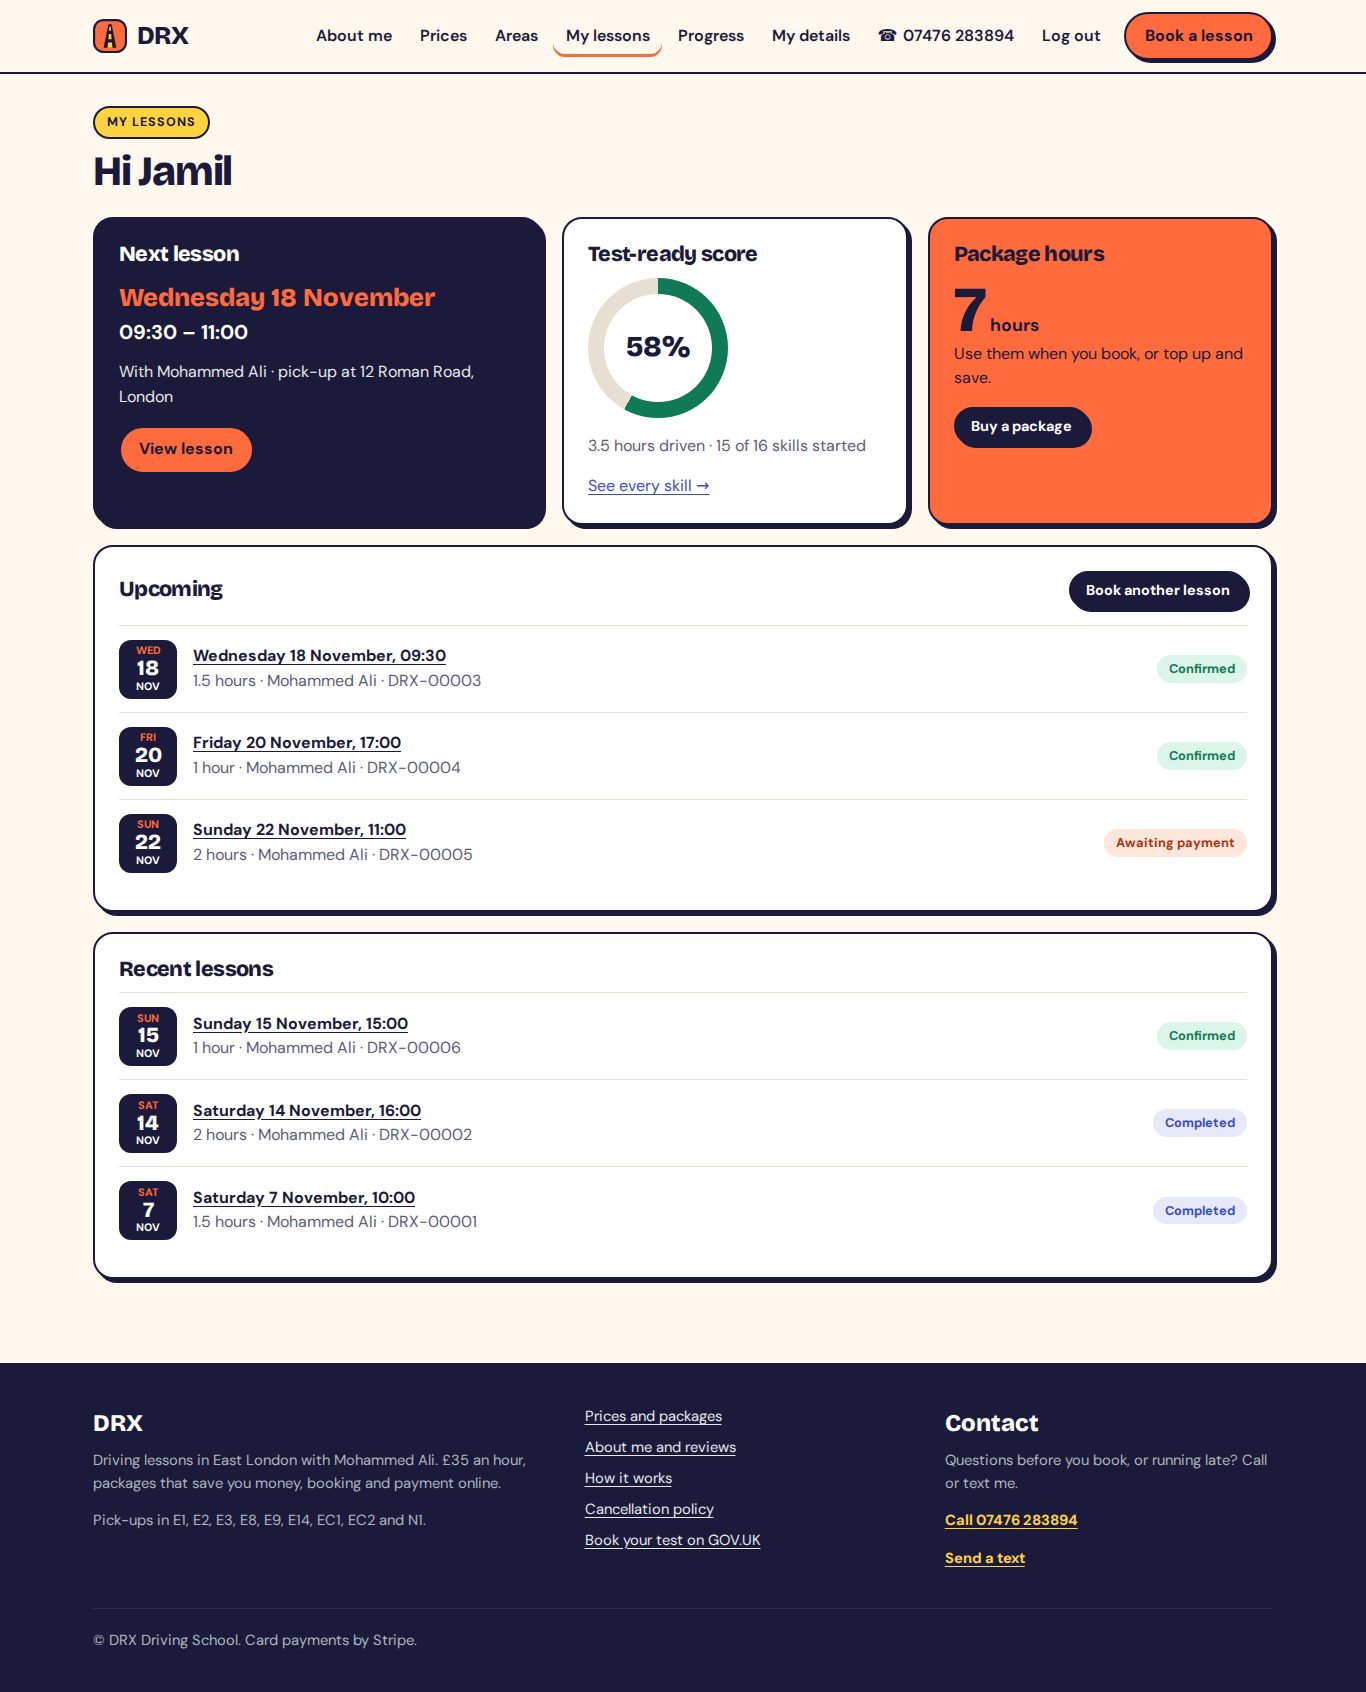 DRX
About me
Prices
Areas
My lessons
Progress
My details
☎ 07476 283894
Log out
Book a lesson
MY LESSONS
Hi Jamil
Next lesson
Wednesday 18 November
09:30 – 11:00
With Mohammed Ali · pick-up at 12 Roman Road,
London
View lesson
Test-ready score
58%
3.5 hours driven · 15 of 16 skills started
See every skill →
Package hours
7 hours
Use them when you book, or top up and
save.
Buy a package
Upcoming
Book another lesson
WED
18
NOV
Wednesday 18 November, 09:30
1.5 hours · Mohammed Ali · DRX-00003
Confirmed
FRI
20
NOV
Friday 20 November, 17:00
1 hour · Mohammed Ali · DRX-00004
Confirmed
SUN
22
NOV
Sunday 22 November, 11:00
2 hours · Mohammed Ali · DRX-00005
Awaiting payment
Recent lessons
SUN
15
NOV
Sunday 15 November, 15:00
1 hour · Mohammed Ali · DRX-00006
Confirmed
SAT
14
NOV
Saturday 14 November, 16:00
2 hours · Mohammed Ali · DRX-00002
Completed
SAT
7
NOV
Saturday 7 November, 10:00
1.5 hours · Mohammed Ali · DRX-00001
Completed
DRX
Driving lessons in East London with Mohammed Ali. £35 an hour,
packages that save you money, booking and payment online.
Pick-ups in E1, E2, E3, E8, E9, E14, EC1, EC2 and N1.
Prices and packages
About me and reviews
How it works
Cancellation policy
Book your test on GOV.UK
Contact
Questions before you book, or running late? Call
or text me.
Call 07476 283894
Send a text
© DRX Driving School. Card payments by Stripe.